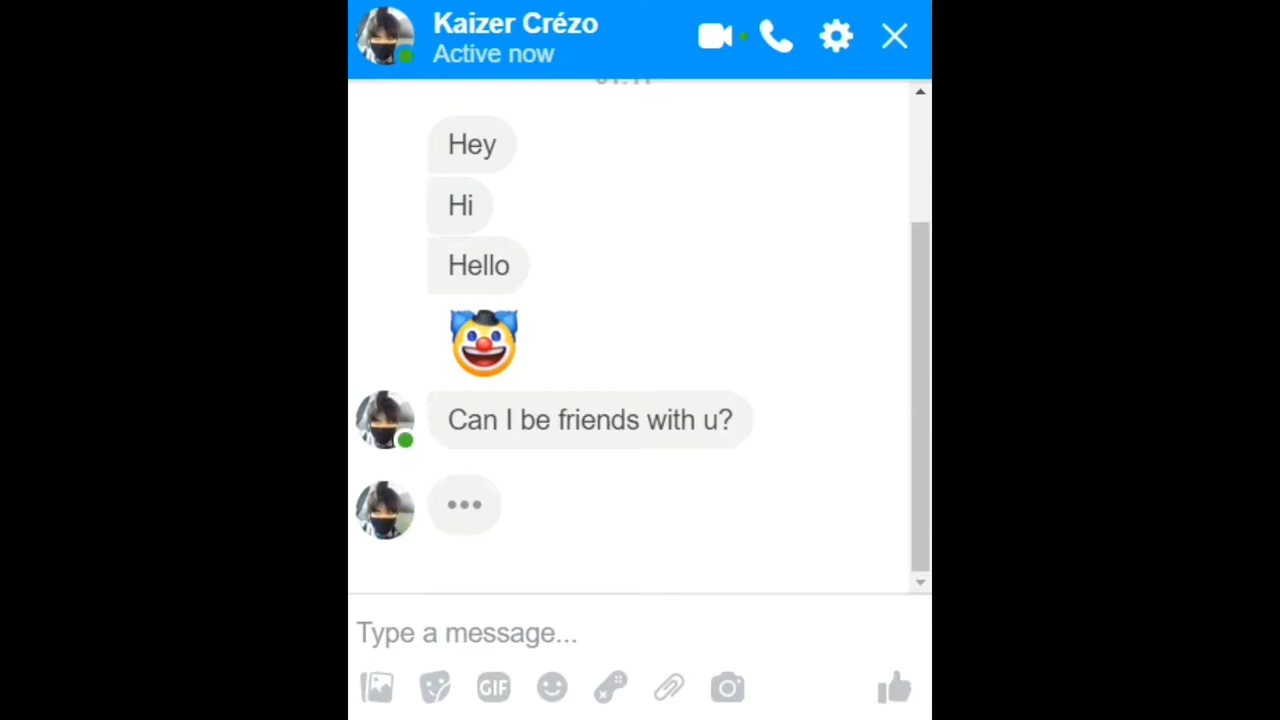 Kaizer Crézo
Active now
Hey
Hi
Hello
Can I be friends with u?
Type a message...
GIF